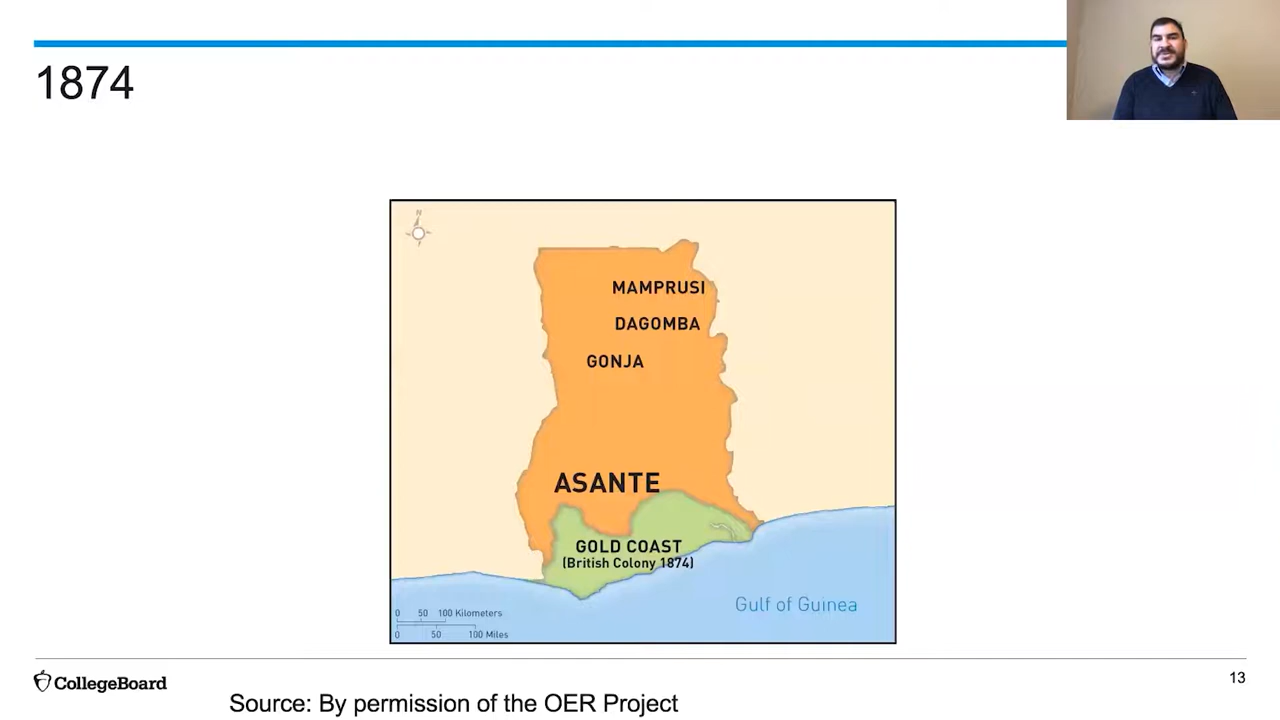 1874
N
MAMPRUSI
DAGOMBA
GONJA
ASANTE
GOLD COAST
(British Colony 1874)
Gulf of Guinea
0 50 100 Kilometers
0 50 100 Miles
CollegeBoard
13
Source: By permission of the OER Project